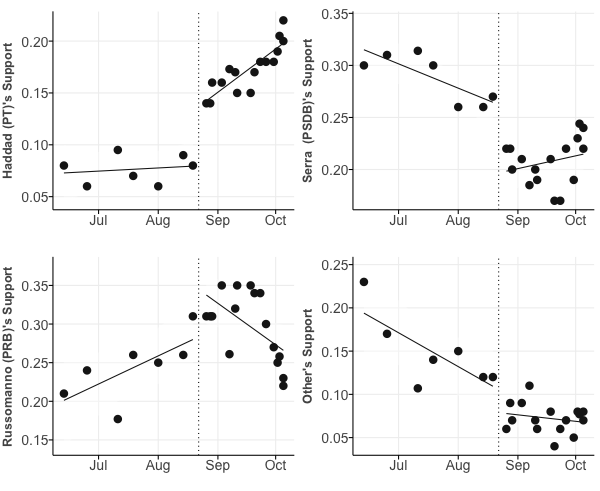 Haddad (PT)'s Support
0.20
0.15
0.10
0.05
Jul Aug Sep Oct
Serra (PSDB)'s Support
0.35
0.30
0.25
0.20
Jul Aug Sep Oct
Russomanno (PRB)'s Support
0.35
0.30
0.25
0.20
0.15
Jul Aug Sep Oct
Other's Support
0.25
0.20
0.15
0.10
0.05
Jul Aug Sep Oct